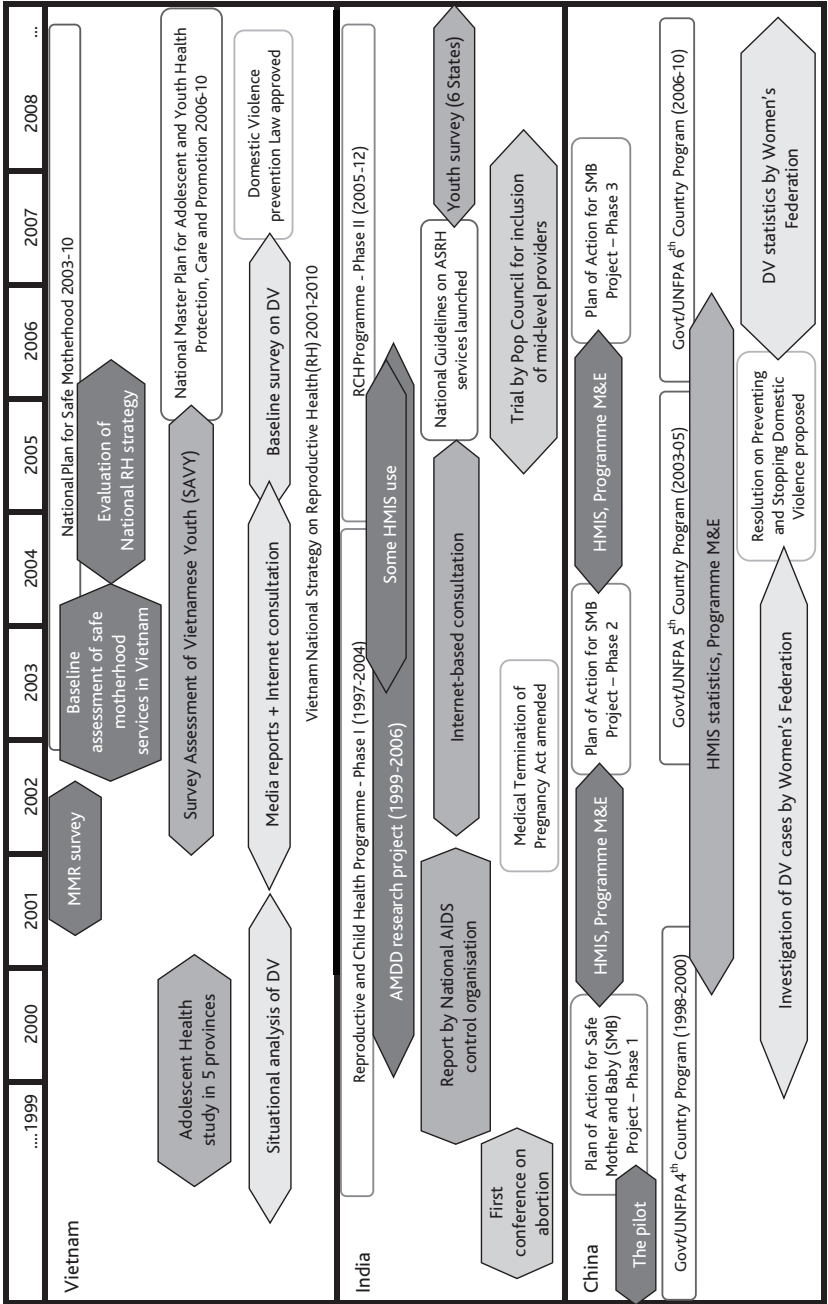 ....1999
2000
2001
2002
2003
2004
2005
2006
2007
2008
...
Vietnam
National Plan for Safe Motherhood 2003-10
MMR survey
Baseline
assessment of safe
motherhood
services in Vietnam
Evaluation of
National RH strategy
Adolescent Health
study in 5 provinces
Survey Assessment of Vietnamese Youth (SAVY)
National Master Plan for Adolescent and Youth Health
Protection, Care and Promotion 2006-10
Situational analysis of DV
Media reports + Internet consultation
Baseline survey on DV
Domestic Violence
prevention Law approved
Vietnam National Strategy on Reproductive Health(RH) 2001-2010
India
Reproductive and Child Health Programme - Phase I (1997-2004)
RCHProgramme - Phase II (2005-12)
AMDD research project (1999-2006)
Some HMIS use
Report by National AIDS
control organisation
Internet-based consultation
National Guidelines on ASRH
services launched
Youth survey (6 States)
First
conference on
abortion
Medical Termination of
Pregnancy Act amended
Trial by Pop Council for inclusion
of mid-level providers
China
Plan of Action for Safe
Mother and Baby (SMB)
Project – Phase 1
The pilot
HMIS, Programme M&E
Plan of Action for SMB
Project – Phase 2
HMIS, Programme M&E
Plan of Action for SMB
Project – Phase 3
Govt/UNFPA 4th Country Program (1998-2000)
Govt/UNFPA 5th Country Program (2003-05)
Govt/UNFPA 6th Country Program (2006-10)
HMIS statistics, Programme M&E
Investigation of DV cases by Women's Federation
Resolution on Preventing
and Stopping Domestic
Violence proposed
DV statistics by Women's
Federation